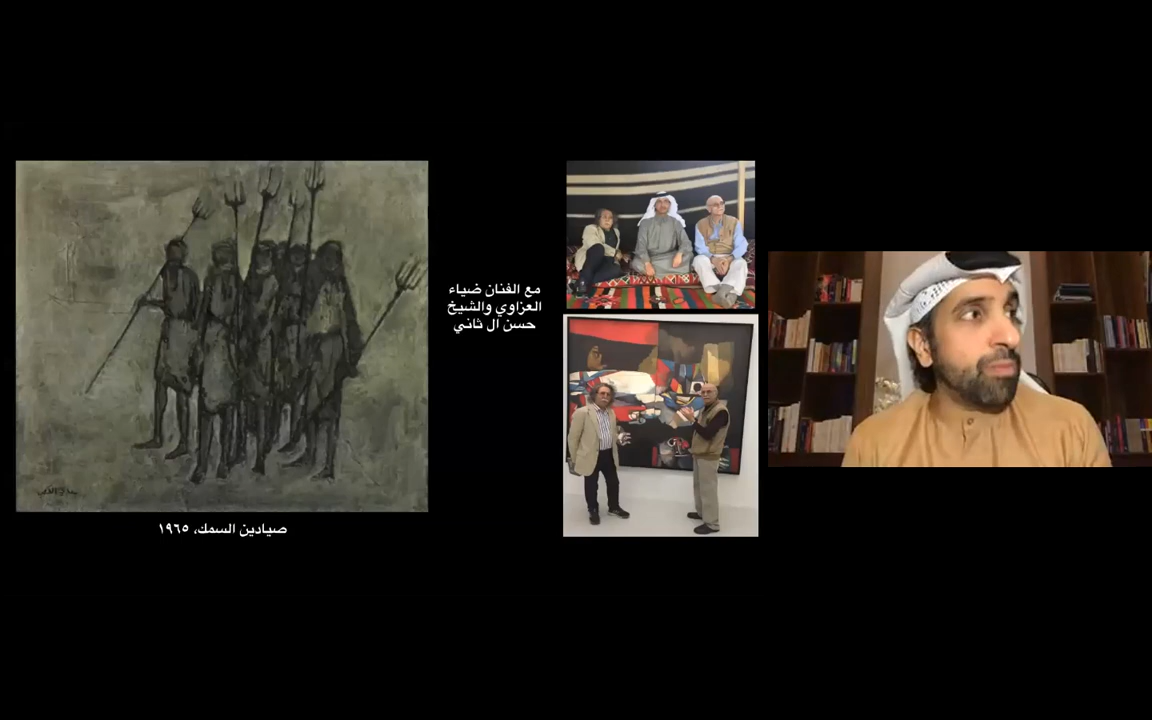 مع الفنان ضياء
العزاوي والشيخ
حسن آل ثاني
صيادين السمك، ١٩٦٥